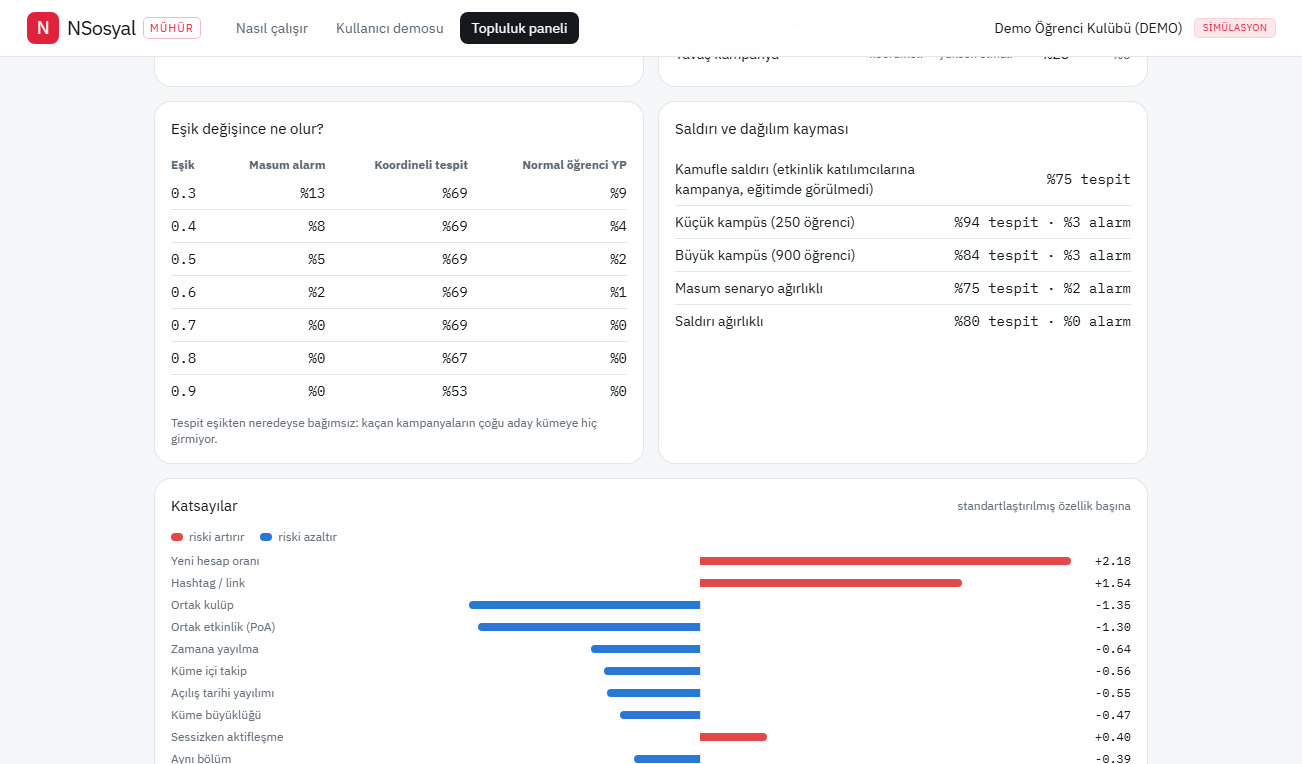 N NSosyal MÜHÜR Nasıl çalışır Kullanıcı demosu Topluluk paneli Demo Öğrenci Kulübü (DEMO) SİMÜLASYON
Eşik değişince ne olur?
Eşik Masum alarm Koordineli tespit Normal öğrenci YP
0.3 %13 %69 %9
0.4 %8 %69 %4
0.5 %5 %69 %2
0.6 %2 %69 %1
0.7 %0 %69 %0
0.8 %0 %67 %0
0.9 %0 %53 %0
Tespit eşikten neredeyse bağımsız: kaçan kampanyaların çoğu aday kümeye hiç
girmiyor.
Saldırı ve dağılım kayması
Kamufle saldırı (etkinlik katılımcılarına
kampanya, eğitimde görülmedi) %75 tespit
Küçük kampüs (250 öğrenci) %94 tespit · %3 alarm
Büyük kampüs (900 öğrenci) %84 tespit · %3 alarm
Masum senaryo ağırlıklı %75 tespit · %2 alarm
Saldırı ağırlıklı %80 tespit · %0 alarm
Katsayılar standartlaştırılmış özellik başına
riski artırır riski azaltır
Yeni hesap oranı +2.18
Hashtag / link +1.54
Ortak kulüp -1.35
Ortak etkinlik (PoA) -1.30
Zamana yayılma -0.64
Küme içi takip -0.56
Açılış tarihi yayılımı -0.55
Küme büyüklüğü -0.47
Sessizken aktifleşme +0.40
Aynı bölüm -0.39